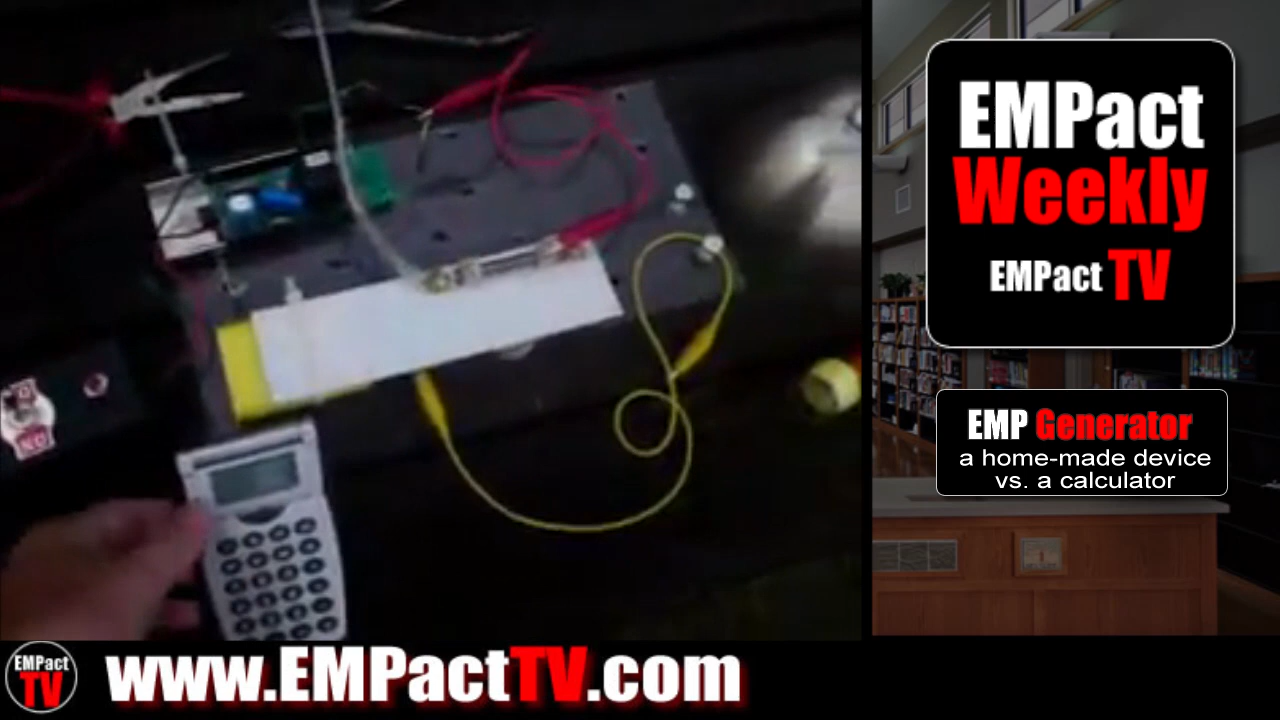 EMPact
Weekly
EMPact TV
EMP Generator
a home-made device
vs. a calculator
EMPact
TV
www.EMPactTV.com